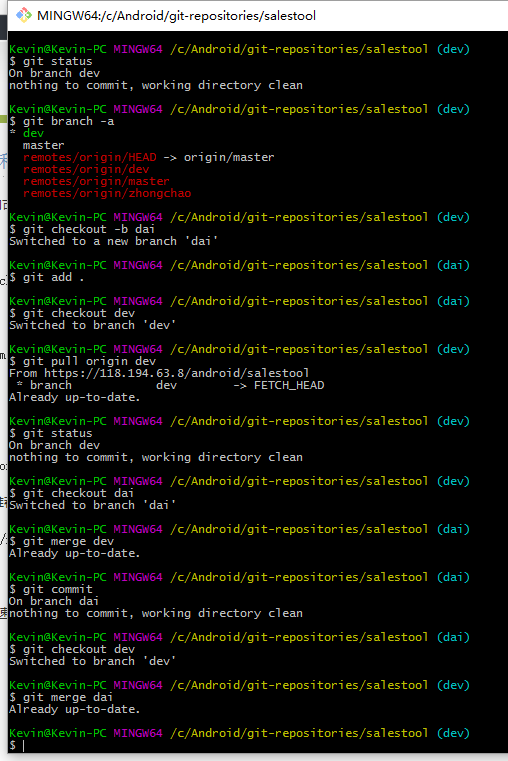 MINGW64:/c/Android/git-repositories/salestool
Kevin@Kevin-PC MINGW64 /c/Android/git-repositories/salestool (dev)
$ git status
On branch dev
nothing to commit, working directory clean
Kevin@Kevin-PC MINGW64 /c/Android/git-repositories/salestool (dev)
$ git branch -a
* dev
master
remotes/origin/HEAD -> origin/master
remotes/origin/dev
remotes/origin/master
remotes/origin/zhongchao
Kevin@Kevin-PC MINGW64 /c/Android/git-repositories/salestool (dev)
$ git checkout -b dai
Switched to a new branch 'dai'
Kevin@Kevin-PC MINGW64 /c/Android/git-repositories/salestool (dai)
$ git add .
Kevin@Kevin-PC MINGW64 /c/Android/git-repositories/salestool (dai)
$ git checkout dev
Switched to branch 'dev'
Kevin@Kevin-PC MINGW64 /c/Android/git-repositories/salestool (dev)
$ git pull origin dev
From https://118.194.63.8/android/salestool
* branch dev -> FETCH_HEAD
Already up-to-date.
Kevin@Kevin-PC MINGW64 /c/Android/git-repositories/salestool (dev)
$ git status
On branch dev
nothing to commit, working directory clean
Kevin@Kevin-PC MINGW64 /c/Android/git-repositories/salestool (dev)
$ git checkout dai
Switched to branch 'dai'
Kevin@Kevin-PC MINGW64 /c/Android/git-repositories/salestool (dai)
$ git merge dev
Already up-to-date.
Kevin@Kevin-PC MINGW64 /c/Android/git-repositories/salestool (dai)
$ git commit
On branch dai
nothing to commit, working directory clean
Kevin@Kevin-PC MINGW64 /c/Android/git-repositories/salestool (dai)
$ git checkout dev
Switched to branch 'dev'
Kevin@Kevin-PC MINGW64 /c/Android/git-repositories/salestool (dev)
$ git merge dai
Already up-to-date.
Kevin@Kevin-PC MINGW64 /c/Android/git-repositories/salestool (dev)
$